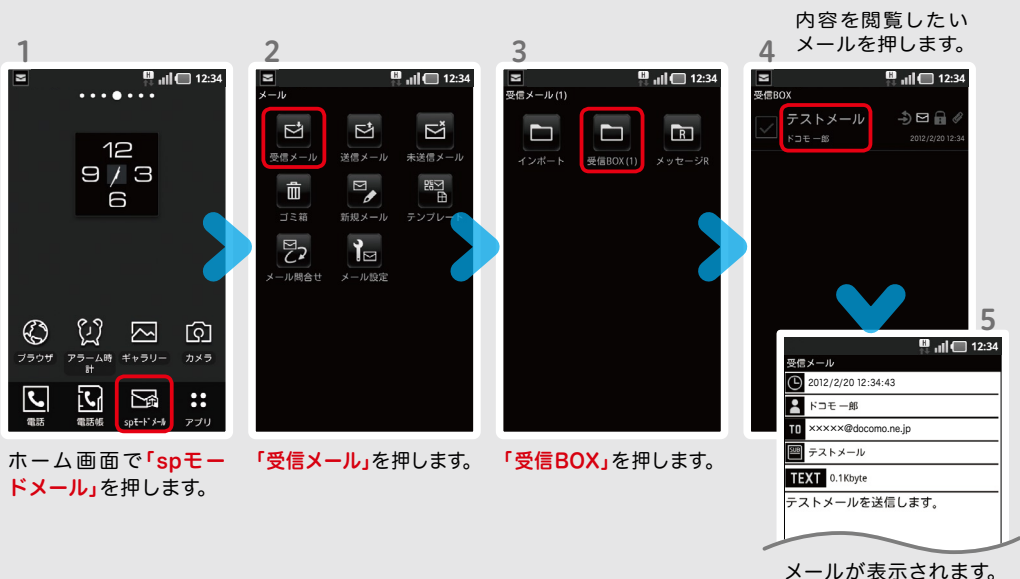 1
12:34
12
9
3
6
ブラウザ
アラーム時計
ギャラリー
カメラ
電話
電話帳
spモードメール
アプリ
ホーム画面で「spモー
ドメール」を押します。
2
12:34
メール
受信メール
送信メール
未送信メール
ゴミ箱
新規メール
テンプレート
メール問合せ
メール設定
「受信メール」を押します。
3
12:34
受信メール(1)
インボート
受信BOX(1)
メッセージR
「受信BOX」を押します。
内容を閲覧したい
メールを押します。
4
12:34
受信BOX
テストメール
ドコモ 一郎
2012/2/20 12:34
5
12:34
受信メール
2012/2/20 12:34:43
ドコモ 一郎
TO ×××××@docomo.ne.jp
SUB テストメール
TEXT 0.1Kbyte
テストメールを送信します。
メールが表示されます。